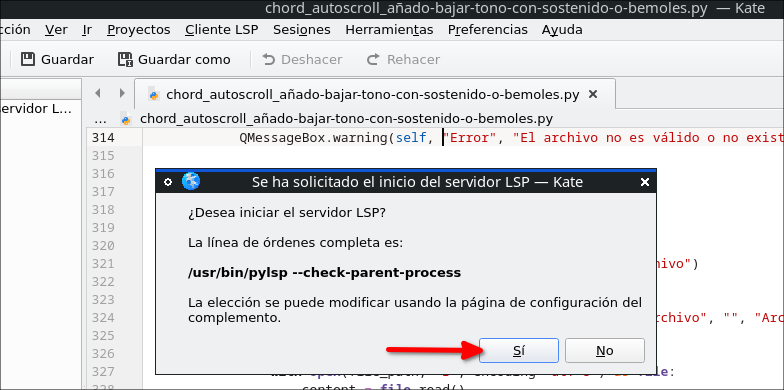 chord_autoscroll_añado-bajar-tono-con-sostenido-o-bemoles.py — Kate
cción Ver Ir Proyectos Cliente LSP Sesiones Herramientas Preferencias Ayuda
Guardar Guardar como Deshacer Rehacer
chord_autoscroll_añado-bajar-tono-con-sostenido-o-bemoles.py
ervidor L...
... chord_autoscroll_añado-bajar-tono-con-sostenido-o-bemoles.py
314 QMessageBox.warning(self, "Error", "El archivo no es válido o no exist
315
316
317
318
319
320
321 hivo")
322
323
324 rchivo", "", "Arc
325
326
327
328 content = file.read()
Se ha solicitado el inicio del servidor LSP — Kate
¿Desea iniciar el servidor LSP?
La línea de órdenes completa es:
/usr/bin/pylsp --check-parent-process
La elección se puede modificar usando la página de configuración del
complemento.
Sí No